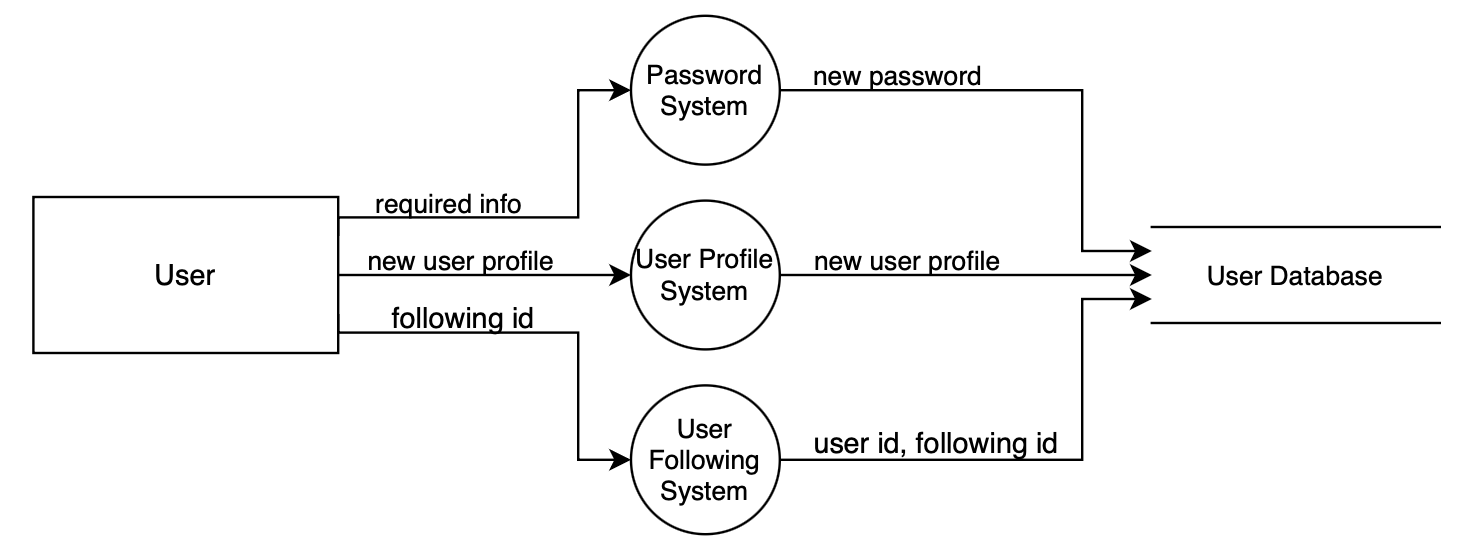 Password
System
new password
required info
User
new user profile
User Profile
System
new user profile
User Database
following id
User
Following
System
user id, following id